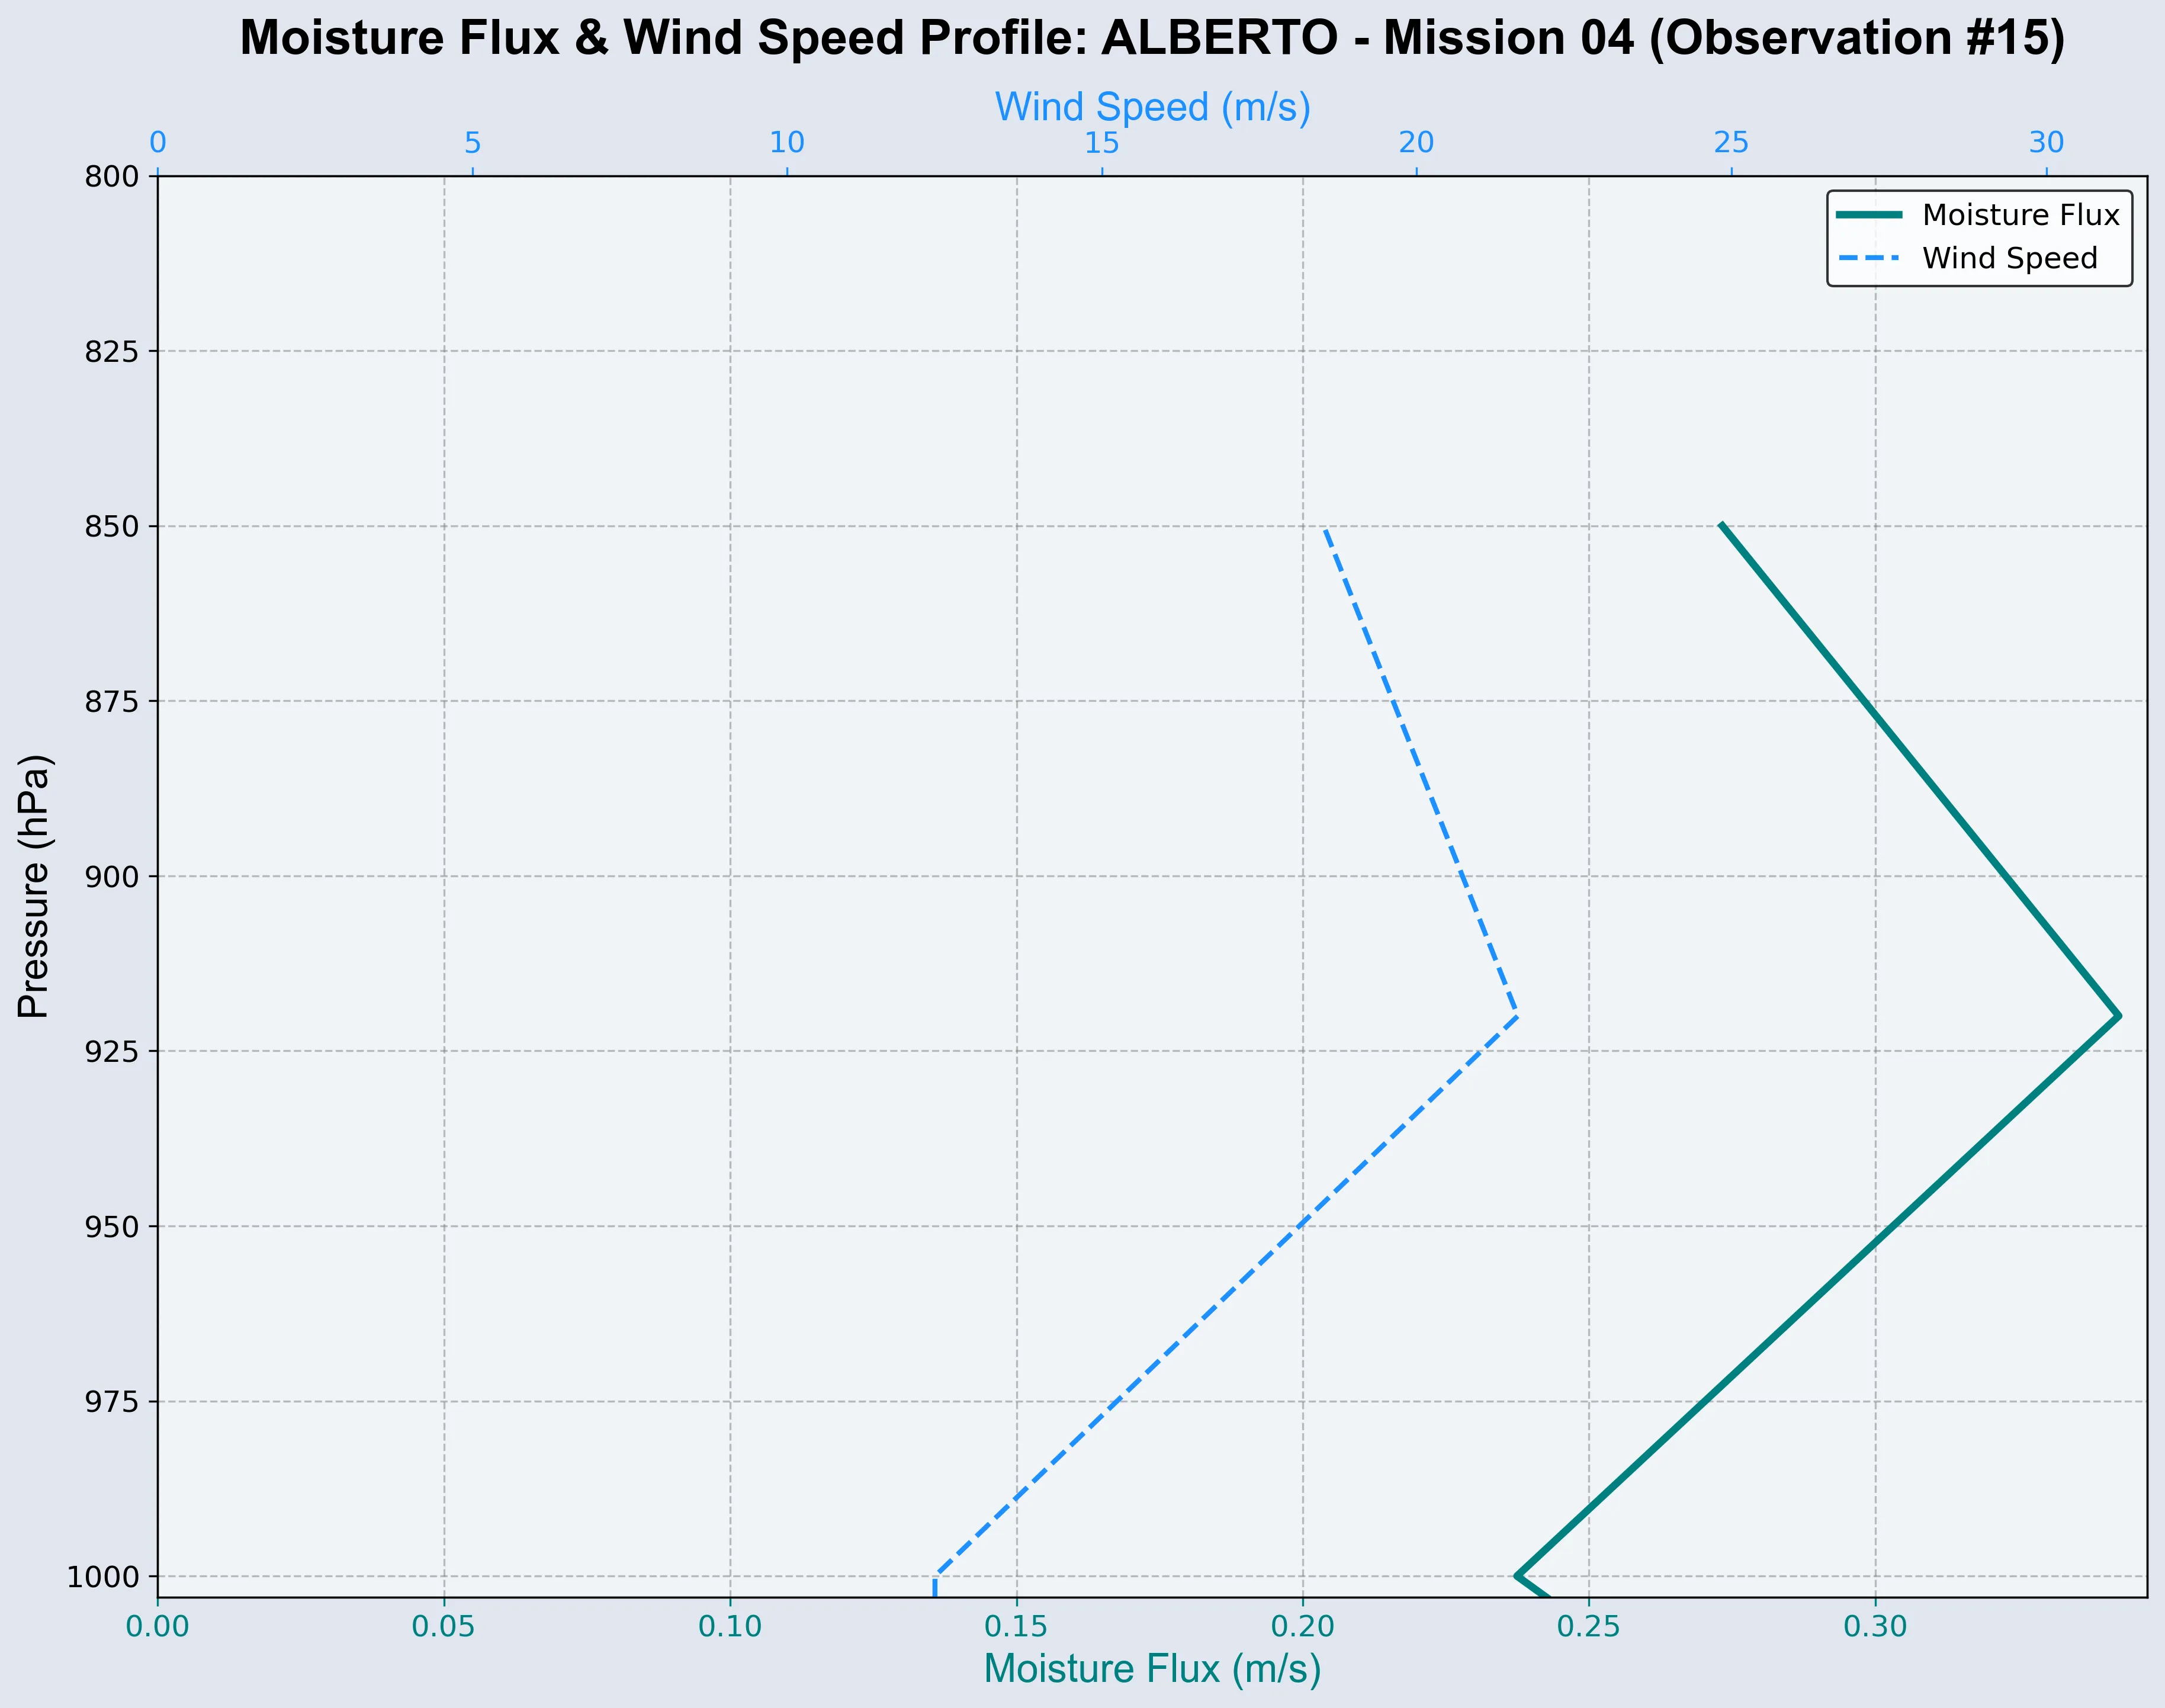 Moisture Flux & Wind Speed Profile: ALBERTO - Mission 04 (Observation #15)
Wind Speed (m/s)
0 5 10 15 20 25 30
Moisture Flux
Wind Speed
Pressure (hPa)
800
825
850
875
900
925
950
975
1000
0.00 0.05 0.10 0.15 0.20 0.25 0.30
Moisture Flux (m/s)